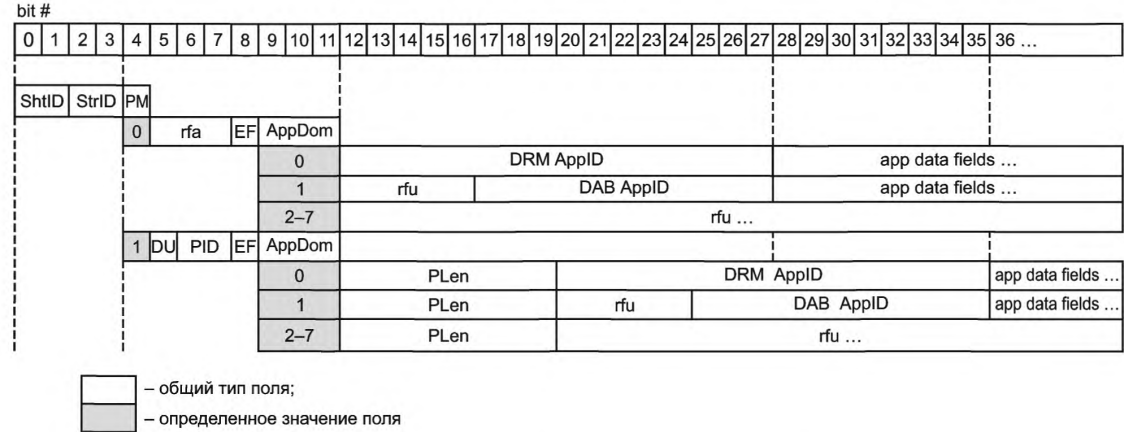 bit #
0 1 2 3 4 5 6 7 8 9 10 11 12 13 14 15 16 17 18 19 20 21 22 23 24 25 26 27 28 29 30 31 32 33 34 35 36 ...
ShtID StrID PM
0 rfa EF AppDom
0 DRM AppID app data fields ...
1 rfu DAB AppID app data fields ...
2–7 rfu ...
1 DU PID EF AppDom
0 PLen DRM AppID app data fields ...
1 PLen rfu DAB AppID app data fields ...
2–7 PLen rfu ...
– общий тип поля;
– определенное значение поля